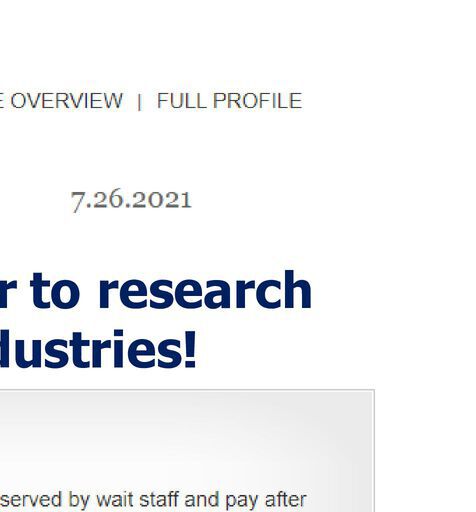 E OVERVIEW | FULL PROFILE
7.26.2021
r to research
dustries!
served by wait staff and pay after